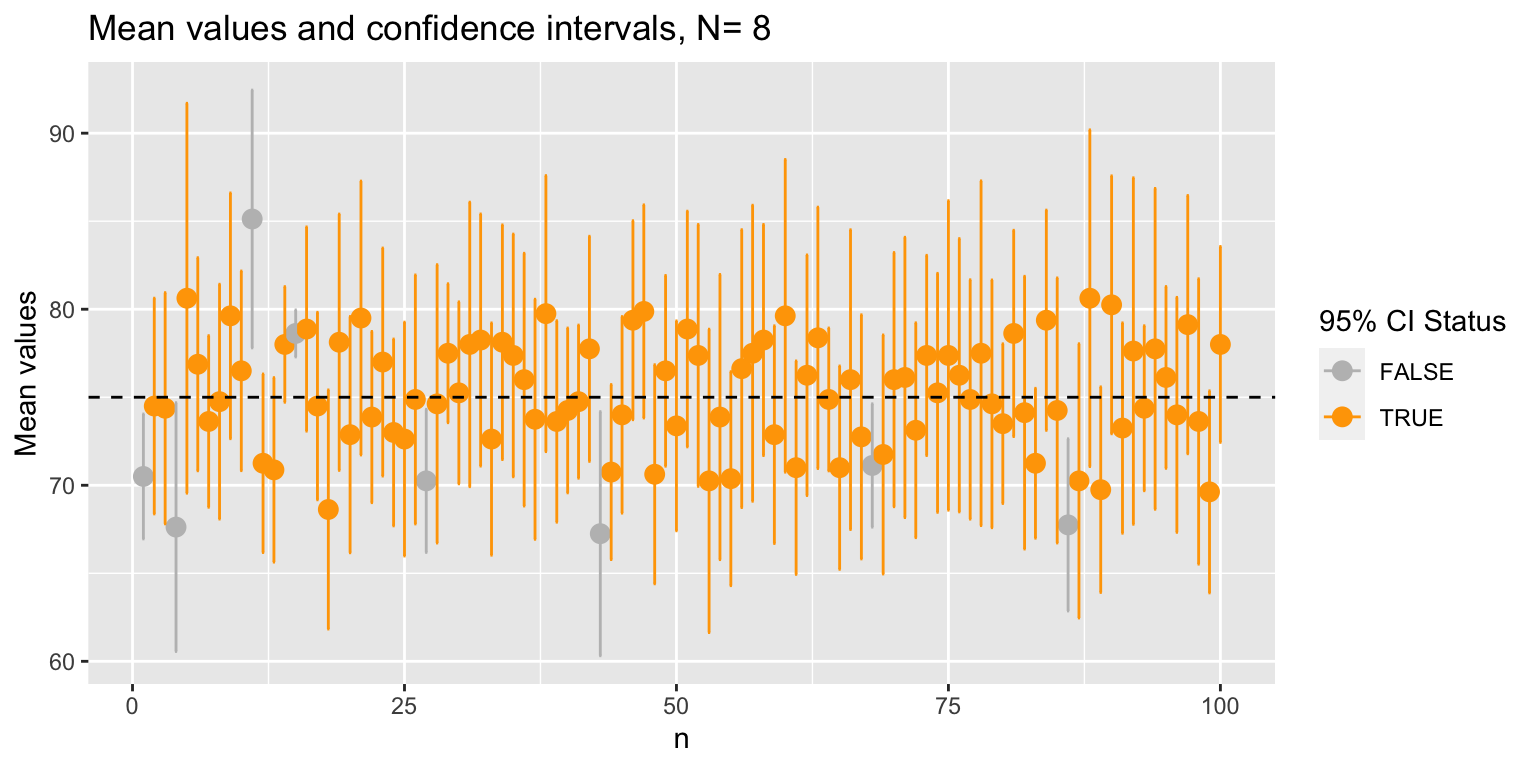 Mean values and confidence intervals, N= 8
Mean values
90
80
70
60
0
25
50
75
100
n
95% CI Status
FALSE
TRUE